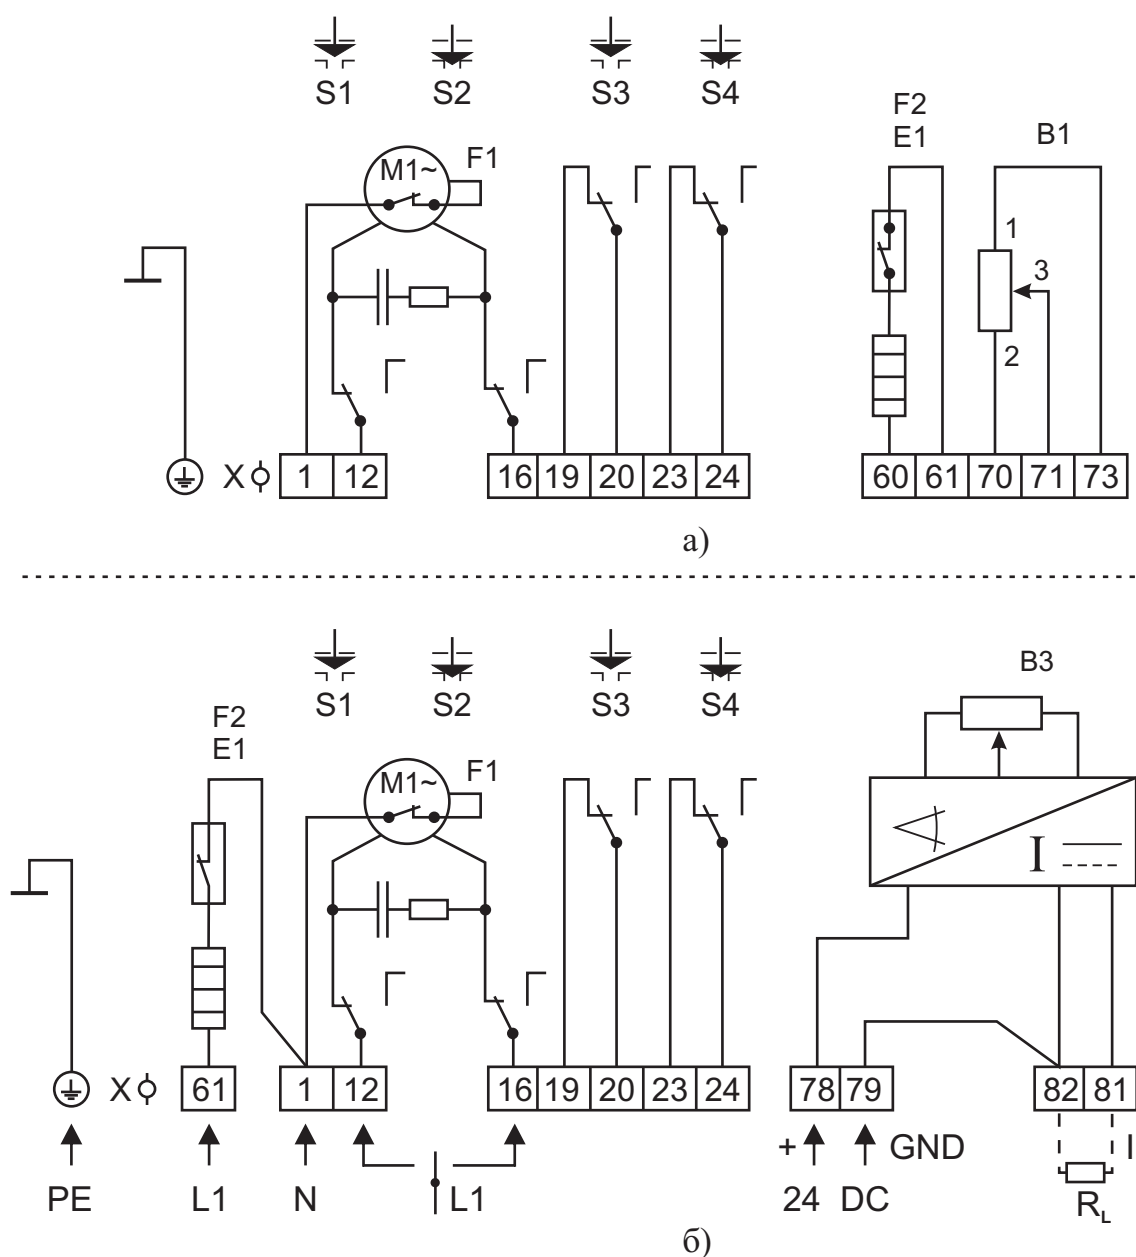 S1 S2 S3 S4
F2
E1
B1
M1~ F1
1
3
2
X 1 12 16 19 20 23 24 60 61 70 71 73
а)
S1 S2 S3 S4
B3
F2
E1
M1~ F1
I
X 61 1 12 16 19 20 23 24 78 79 82 81
+ GND I
PE L1 N L1 24 DC RL
б)